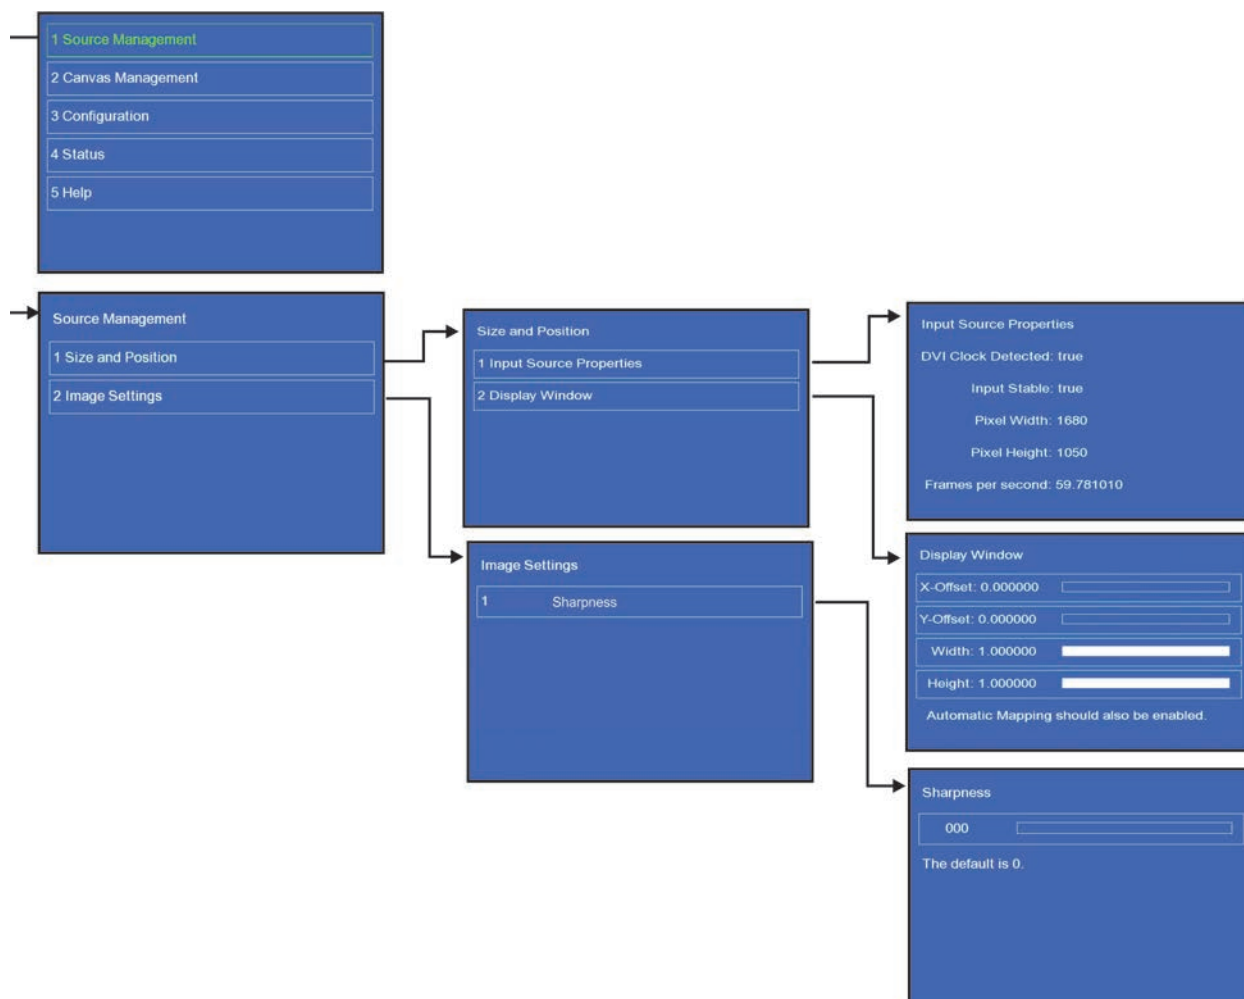 1 Source Management
2 Canvas Management
3 Configuration
4 Status
5 Help
Source Management
1 Size and Position
2 Image Settings
Size and Position
1 Input Source Properties
2 Display Window
Input Source Properties
DVI Clock Detected: true
Input Stable: true
Pixel Width: 1680
Pixel Height: 1050
Frames per second: 59.781010
Image Settings
1 Sharpness
Display Window
X-Offset: 0.000000
Y-Offset: 0.000000
Width: 1.000000
Height: 1.000000
Automatic Mapping should also be enabled.
Sharpness
000
The default is 0.